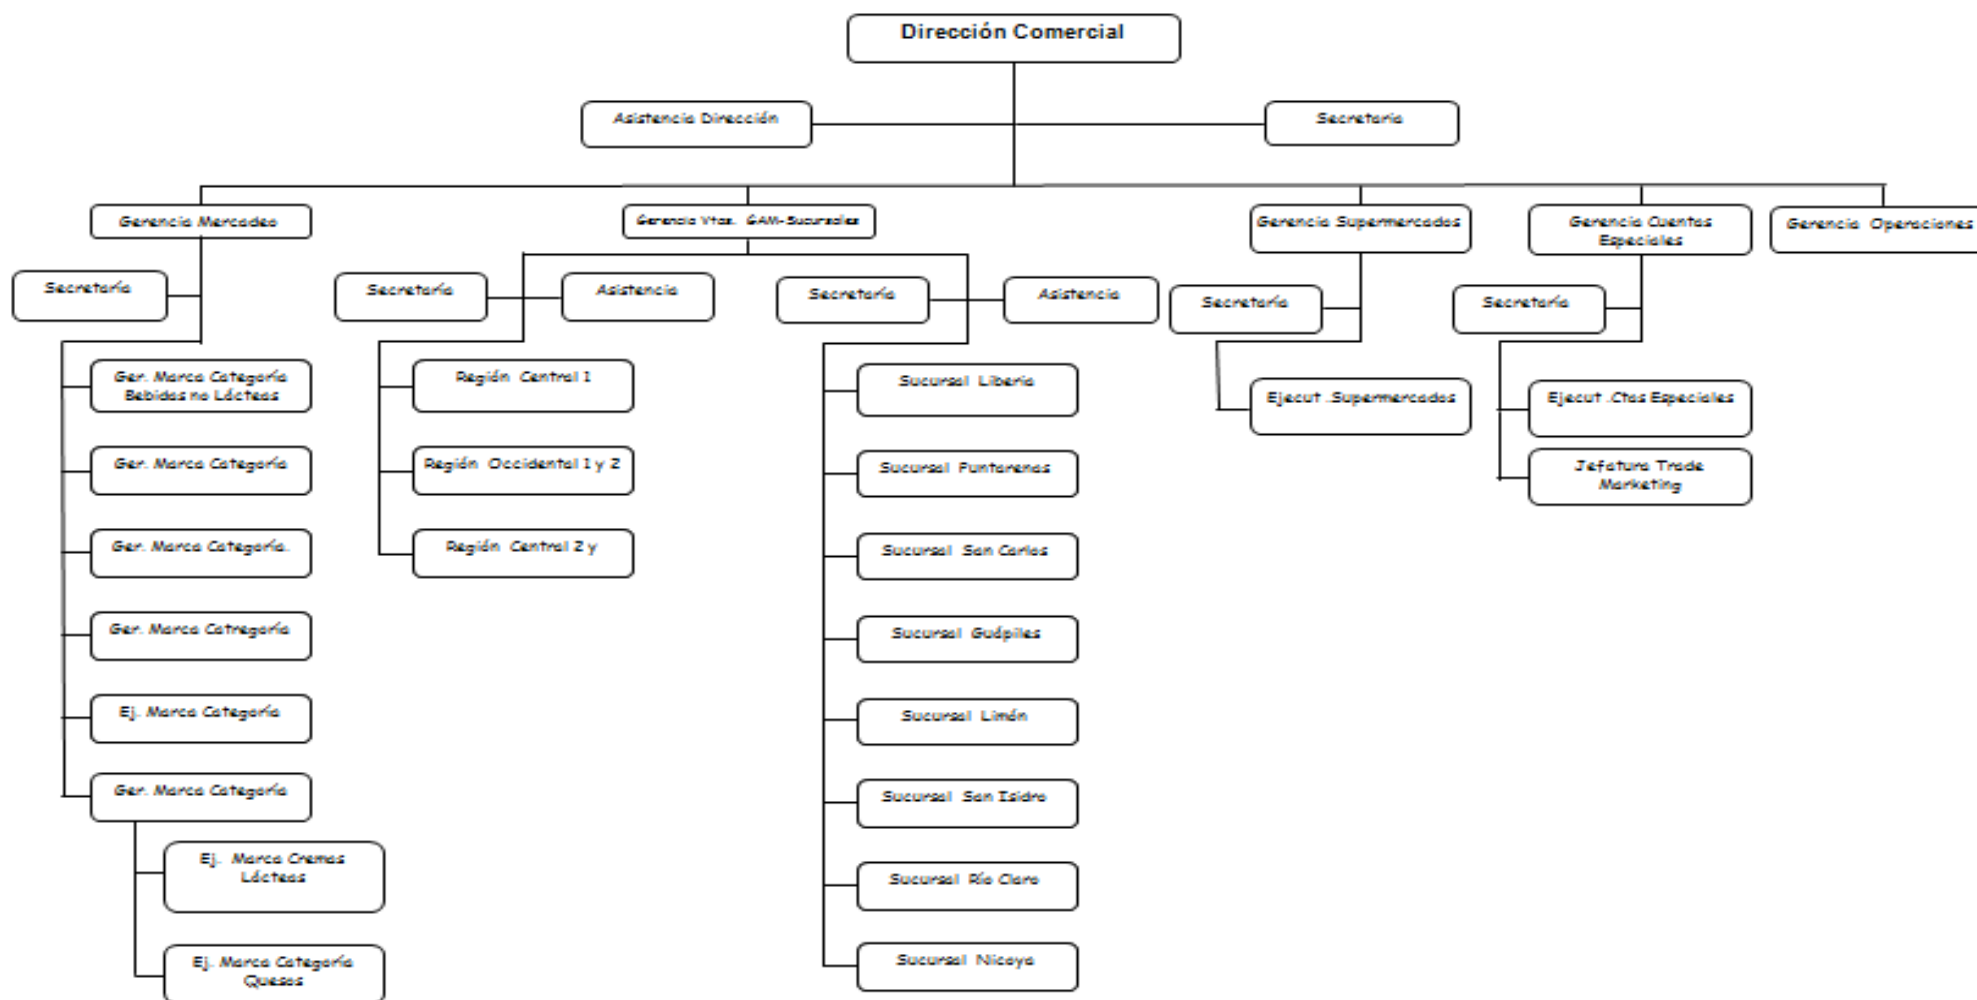 Dirección Comercial
Asistencia Dirección
Secretaria
Gerencia Mercadeo
Gerencia Vtas. GAM-Sucursales
Gerencia Supermercados
Gerencia Cuentas
Especiales
Gerencia Operaciones
Secretaría
Secretaría
Asistencia
Secretaría
Asistencia
Secretaría
Secretaría
Ger. Marca Categoría
Bebidas no Lácteas
Ger. Marca Categoría
Ger. Marca Categoría.
Ger. Marca Catregoría
Ej. Marca Categoría
Ger. Marca Categoría
Ej. Marca Cremas
Lácteas
Ej. Marca Categoría
Quesos
Región Central 1
Región Occidental 1 y 2
Región Central 2 y
Sucursal Liberia
Sucursal Puntarenas
Sucursal San Carlos
Sucursal Guápiles
Sucursal Limón
Sucursal San Isidro
Sucursal Río Claro
Sucursal Nicoya
Ejecut .Supermercados
Ejecut .Ctas Especiales
Jefatura Trade
Marketing